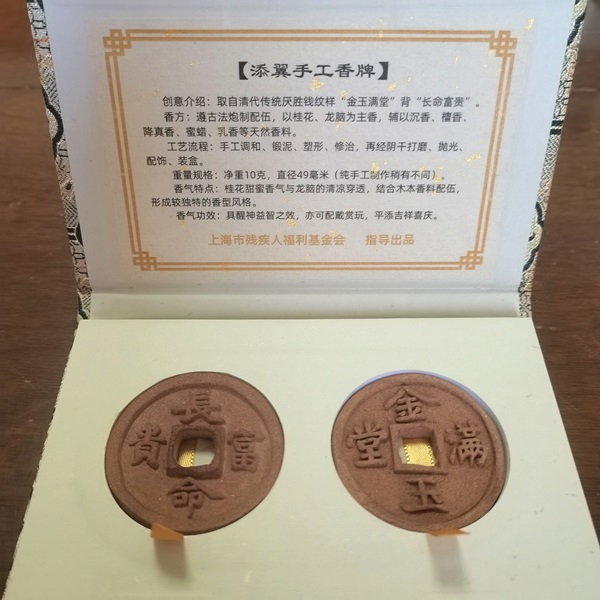 【添翼手工香牌】
创意介绍：取自清代传统厌胜钱纹样“金玉满堂”背“长命富贵”。
香方：遵古法炮制配伍，以桂花、龙脑为主香，辅以沉香、檀香、
降真香、蜜蜡、乳香等天然香料。
工艺流程：手工调和、锻泥、塑形、修治，再经阴干打磨、抛光、
配饰、装盒。
重量规格：净重10克，直径49毫米（纯手工制作稍有不同）。
香气特点：桂花甜蜜香气与龙脑的清凉穿透，结合木本香料配伍，
形成较独特的香型风格。
香气功效：具醒神益智之效，亦可配戴赏玩，平添吉祥喜庆。
上海市残疾人福利基金会 指导出品
長命富貴
金玉滿堂